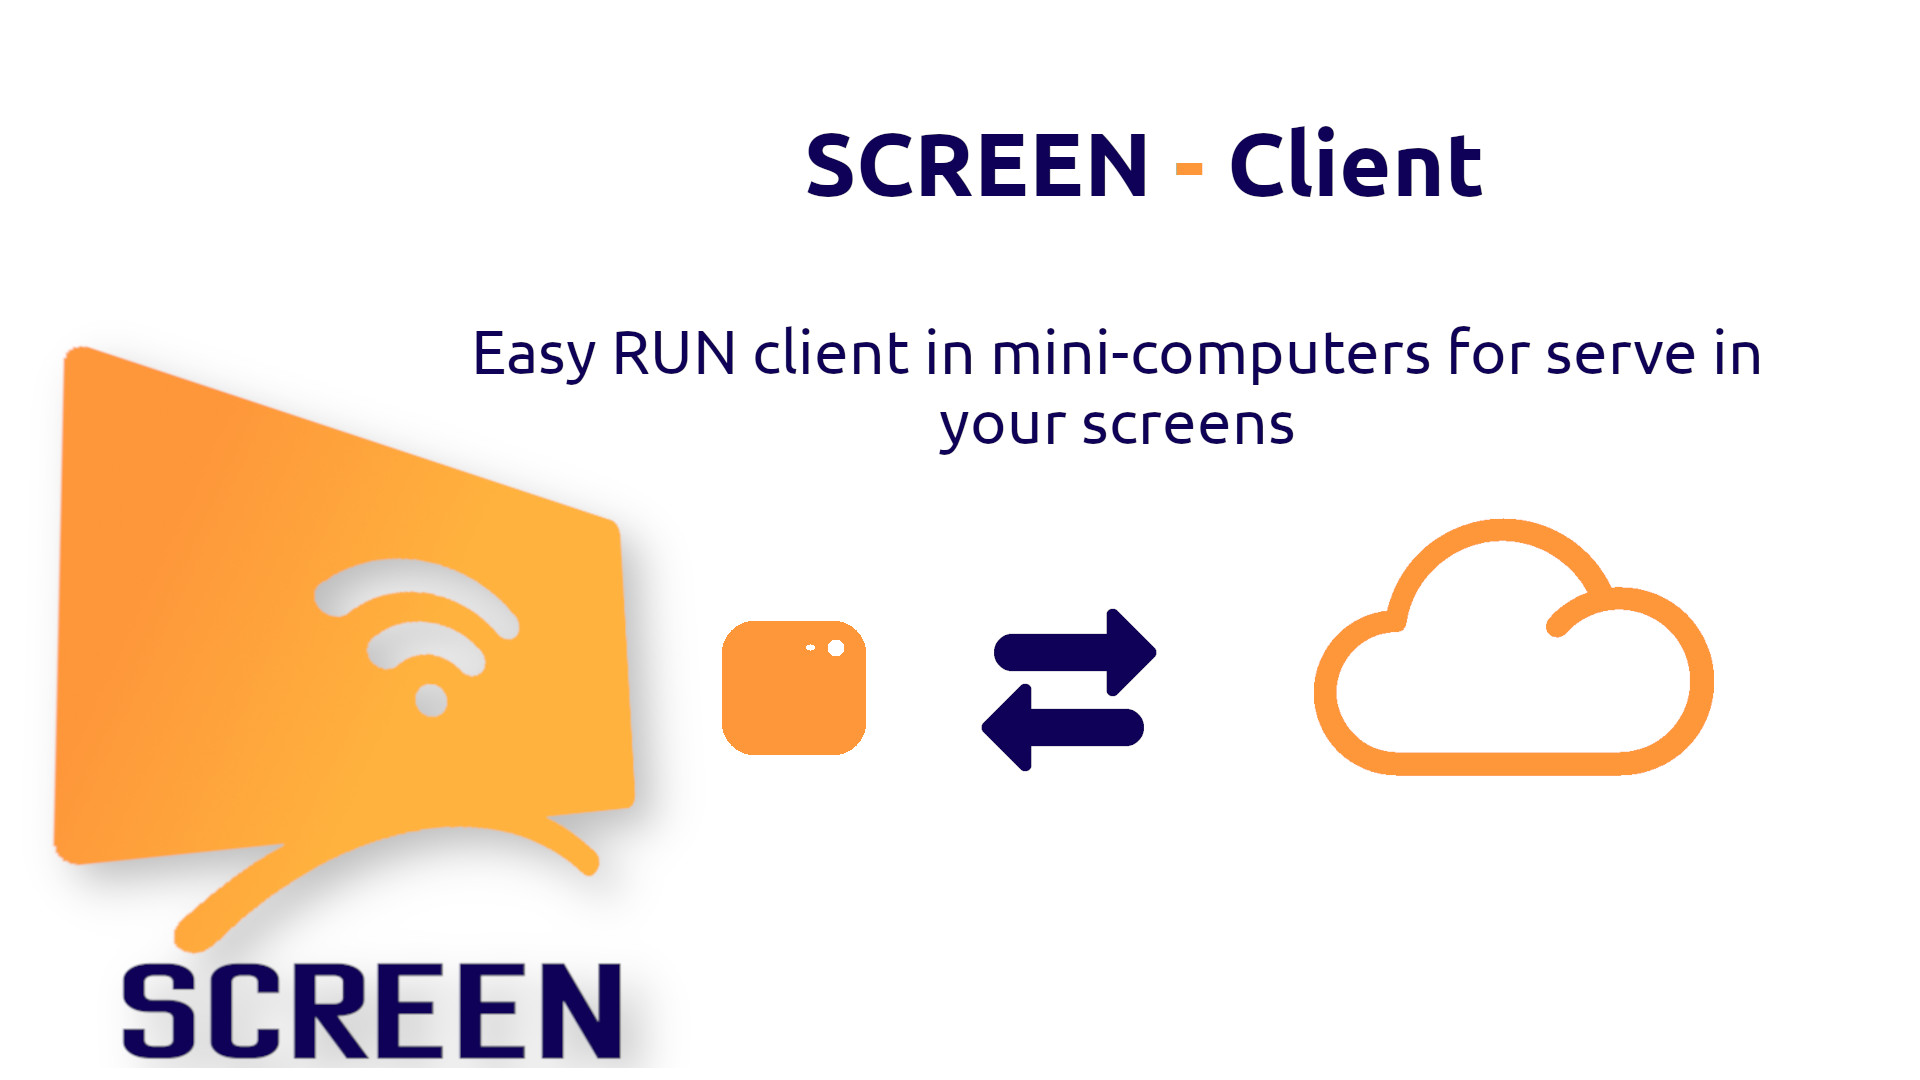 SCREEN - Client
Easy RUN client in mini-computers for serve in
your screens
SCREEN